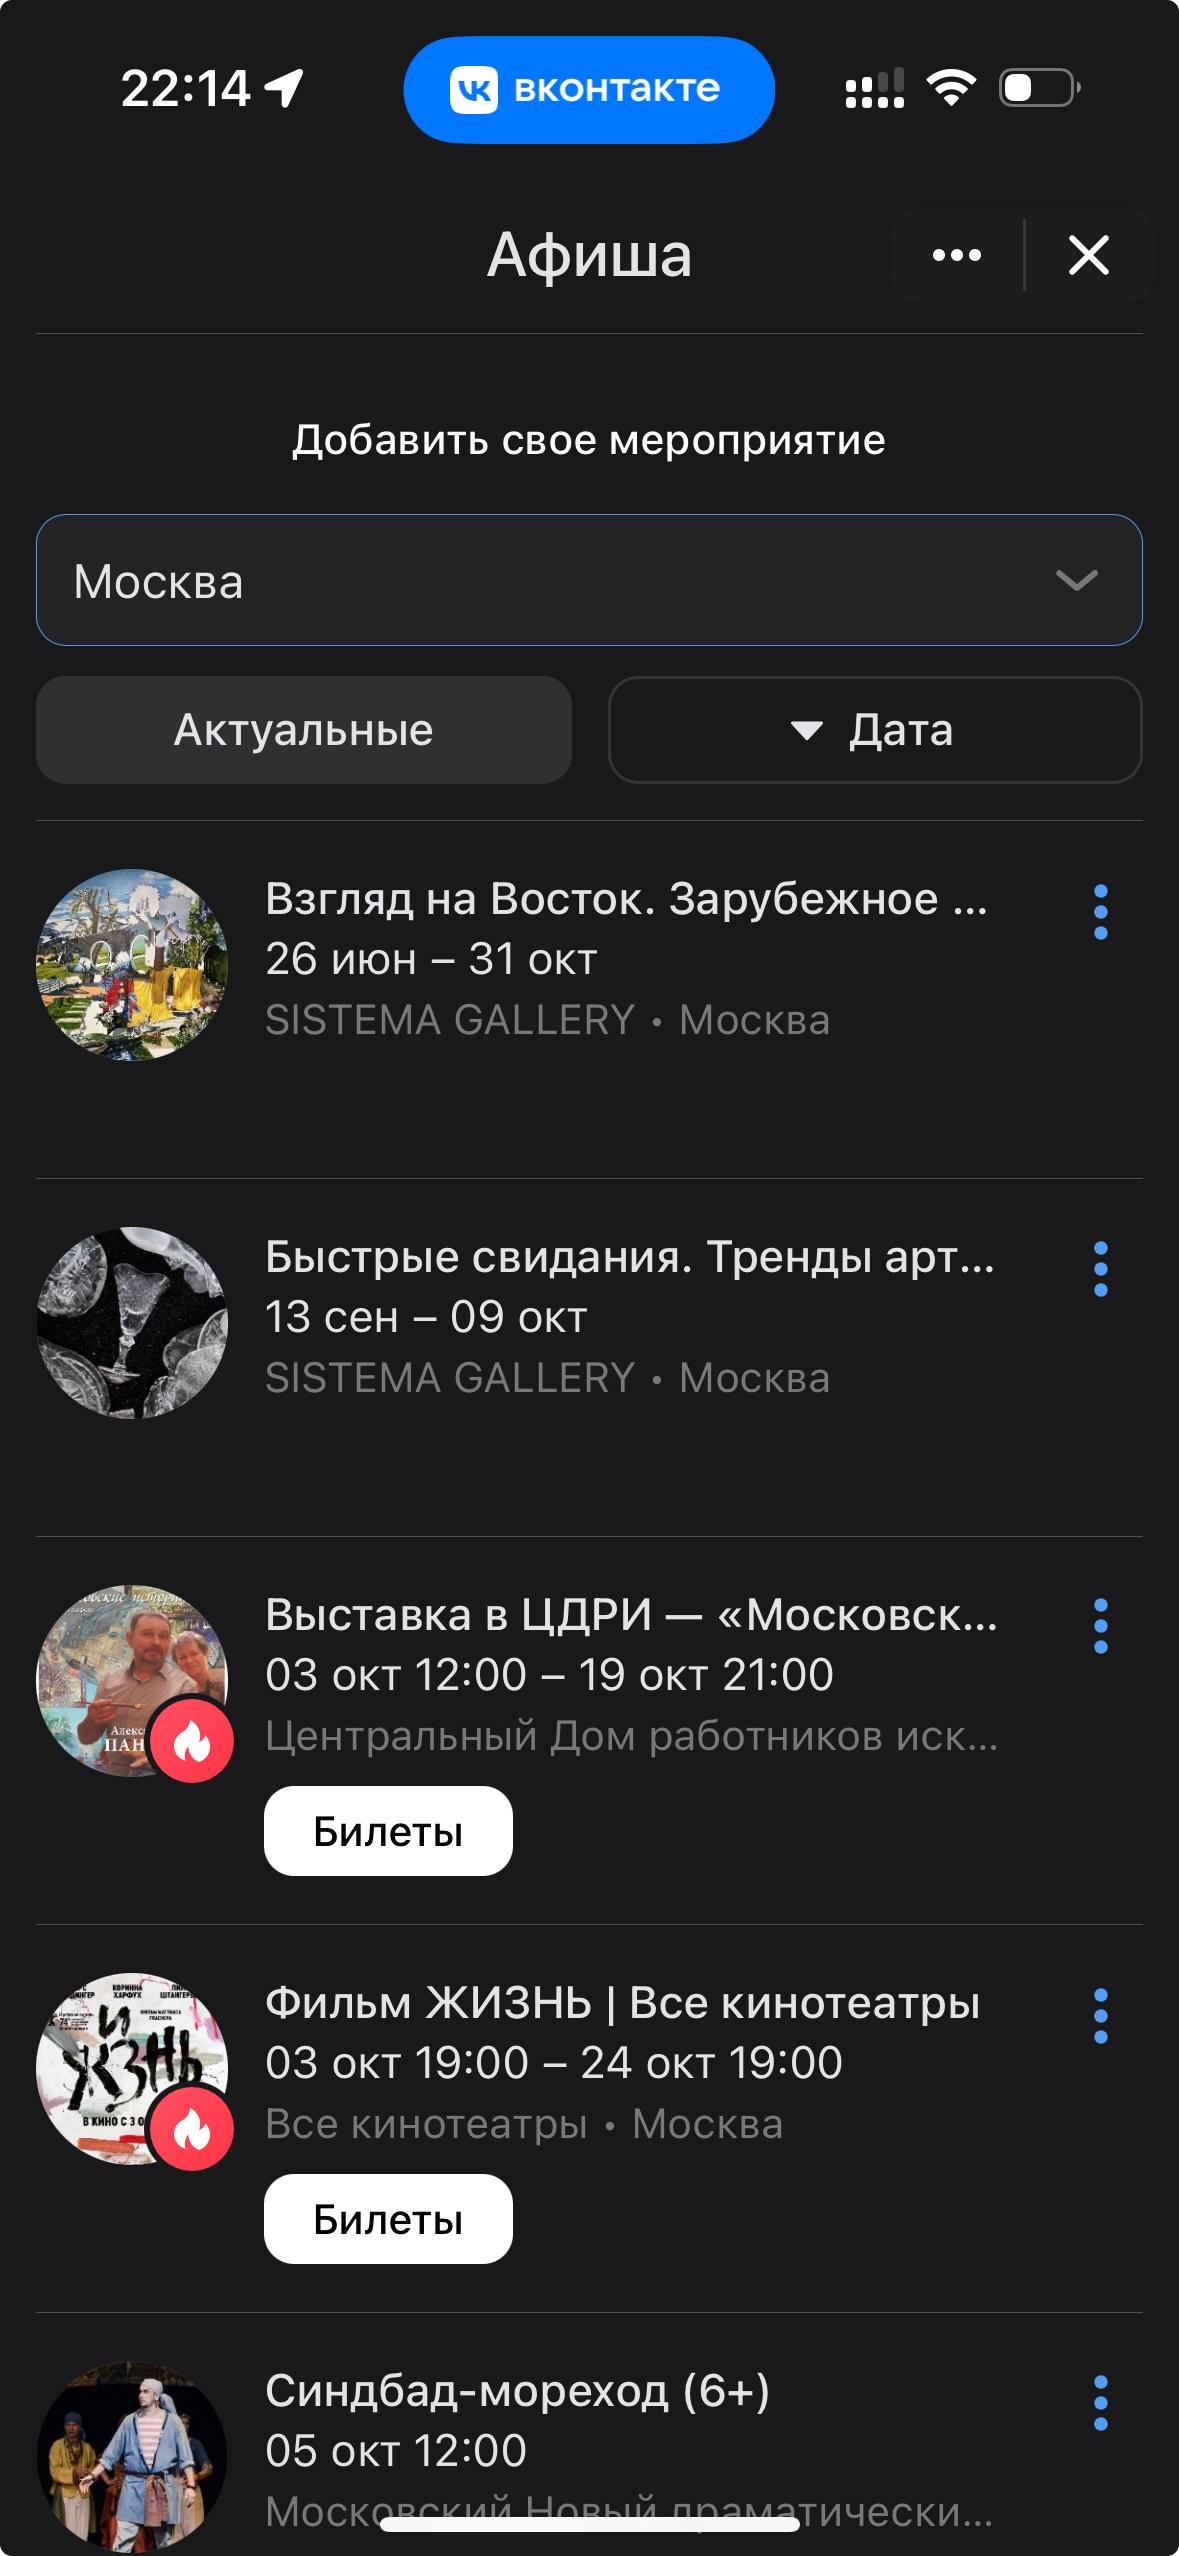 22:14
вконтакте
Афиша
Добавить свое мероприятие
Москва
Актуальные
Дата
Взгляд на Восток. Зарубежное ...
26 июн – 31 окт
SISTEMA GALLERY • Москва
Быстрые свидания. Тренды арт...
13 сен – 09 окт
SISTEMA GALLERY • Москва
Выставка в ЦДРИ — «Московск...
03 окт 12:00 – 19 окт 21:00
Центральный Дом работников иск...
Билеты
И
ЖЗНЬ
Фильм ЖИЗНЬ | Все кинотеатры
03 окт 19:00 – 24 окт 19:00
Все кинотеатры • Москва
Билеты
Синдбад-мореход (6+)
05 окт 12:00
Московский Новый драматически...